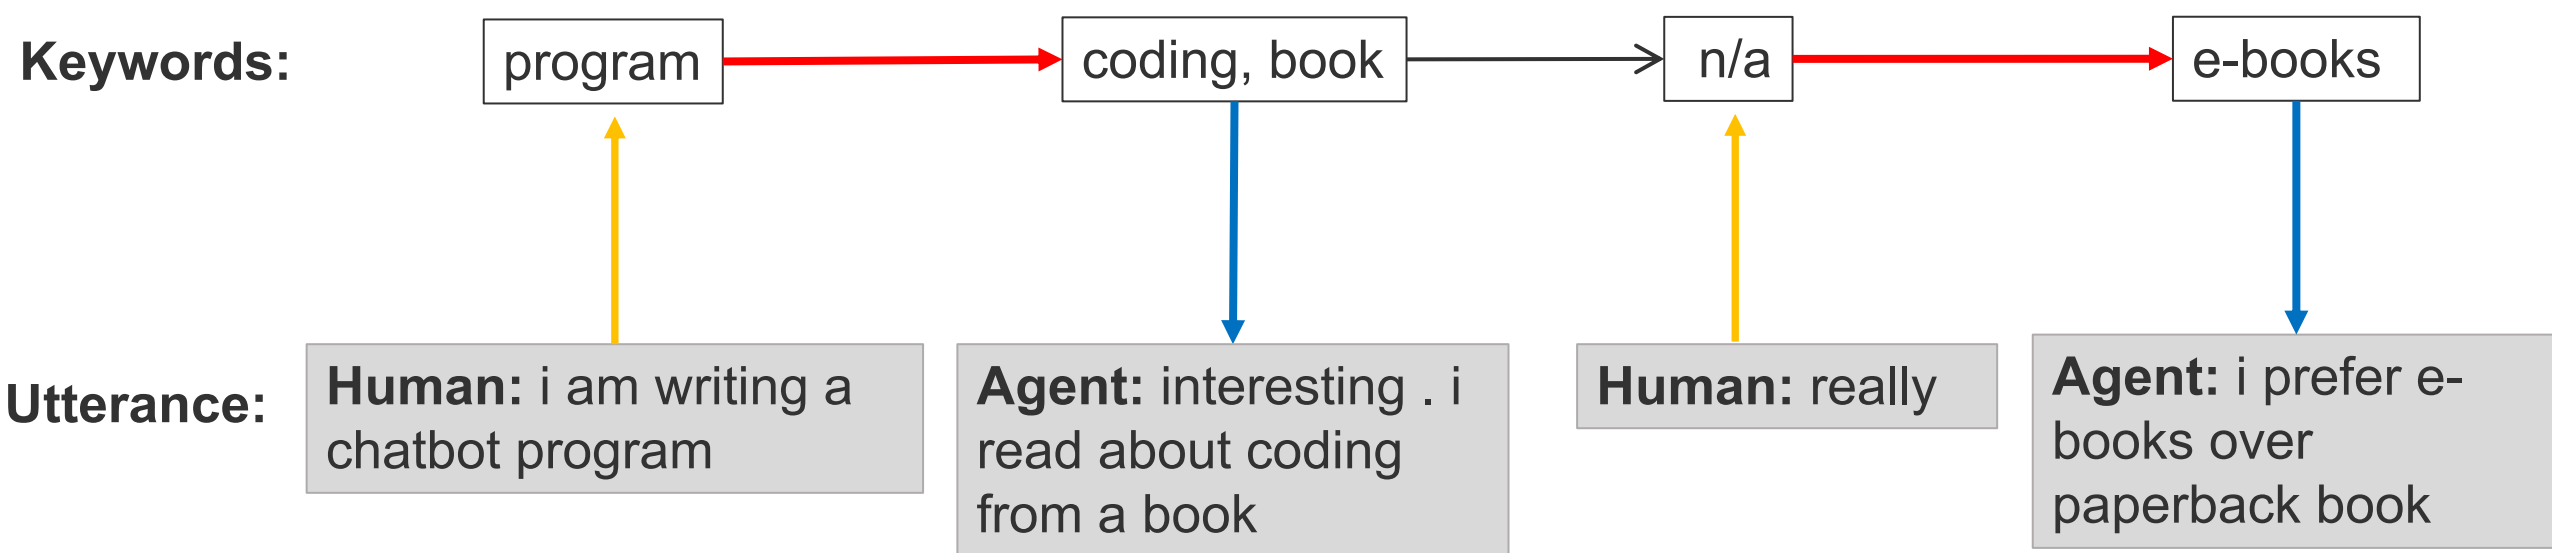 Keywords: program coding, book n/a e-books
Utterance:
Human: i am writing a
chatbot program
Agent: interesting . i
read about coding
from a book
Human: really
Agent: i prefer e-
books over
paperback book